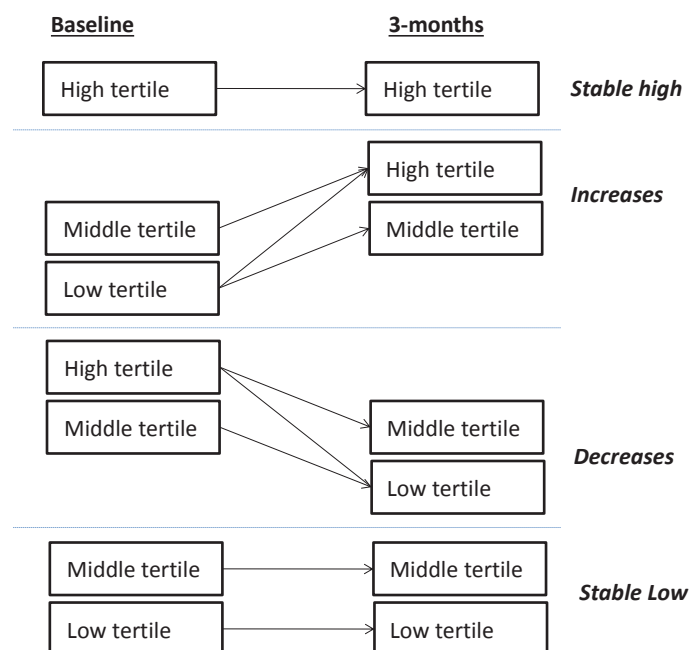 Baseline 3-months
High tertile High tertile Stable high
High tertile
Increases
Middle tertile Middle tertile
Low tertile
High tertile
Middle tertile Middle tertile
Decreases
Low tertile
Middle tertile Middle tertile
Stable Low
Low tertile Low tertile